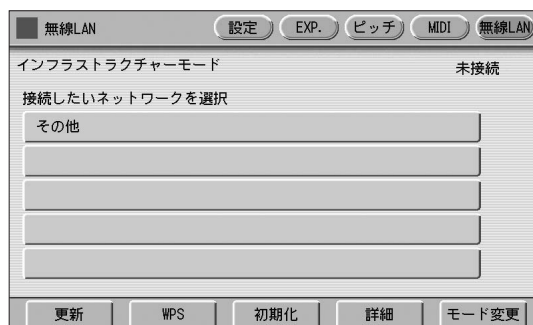 無線LAN 設定 EXP. ピッチ MIDI 無線LAN
インフラストラクチャーモード 未接続
接続したいネットワークを選択
その他
更新 WPS 初期化 詳細 モード変更